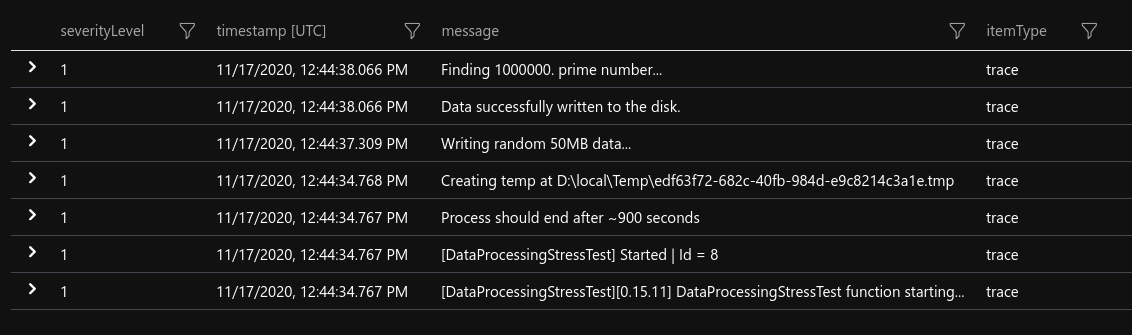 severityLevel timestamp [UTC] message itemType
1 11/17/2020, 12:44:38.066 PM Finding 1000000. prime number... trace
1 11/17/2020, 12:44:38.066 PM Data successfully written to the disk. trace
1 11/17/2020, 12:44:37.309 PM Writing random 50MB data... trace
1 11/17/2020, 12:44:34.768 PM Creating temp at D:\local\Temp\edf63f72-682c-40fb-984d-e9c8214c3a1e.tmp trace
1 11/17/2020, 12:44:34.767 PM Process should end after ~900 seconds trace
1 11/17/2020, 12:44:34.767 PM [DataProcessingStressTest] Started | Id = 8 trace
1 11/17/2020, 12:44:34.767 PM [DataProcessingStressTest][0.15.11] DataProcessingStressTest function starting... trace